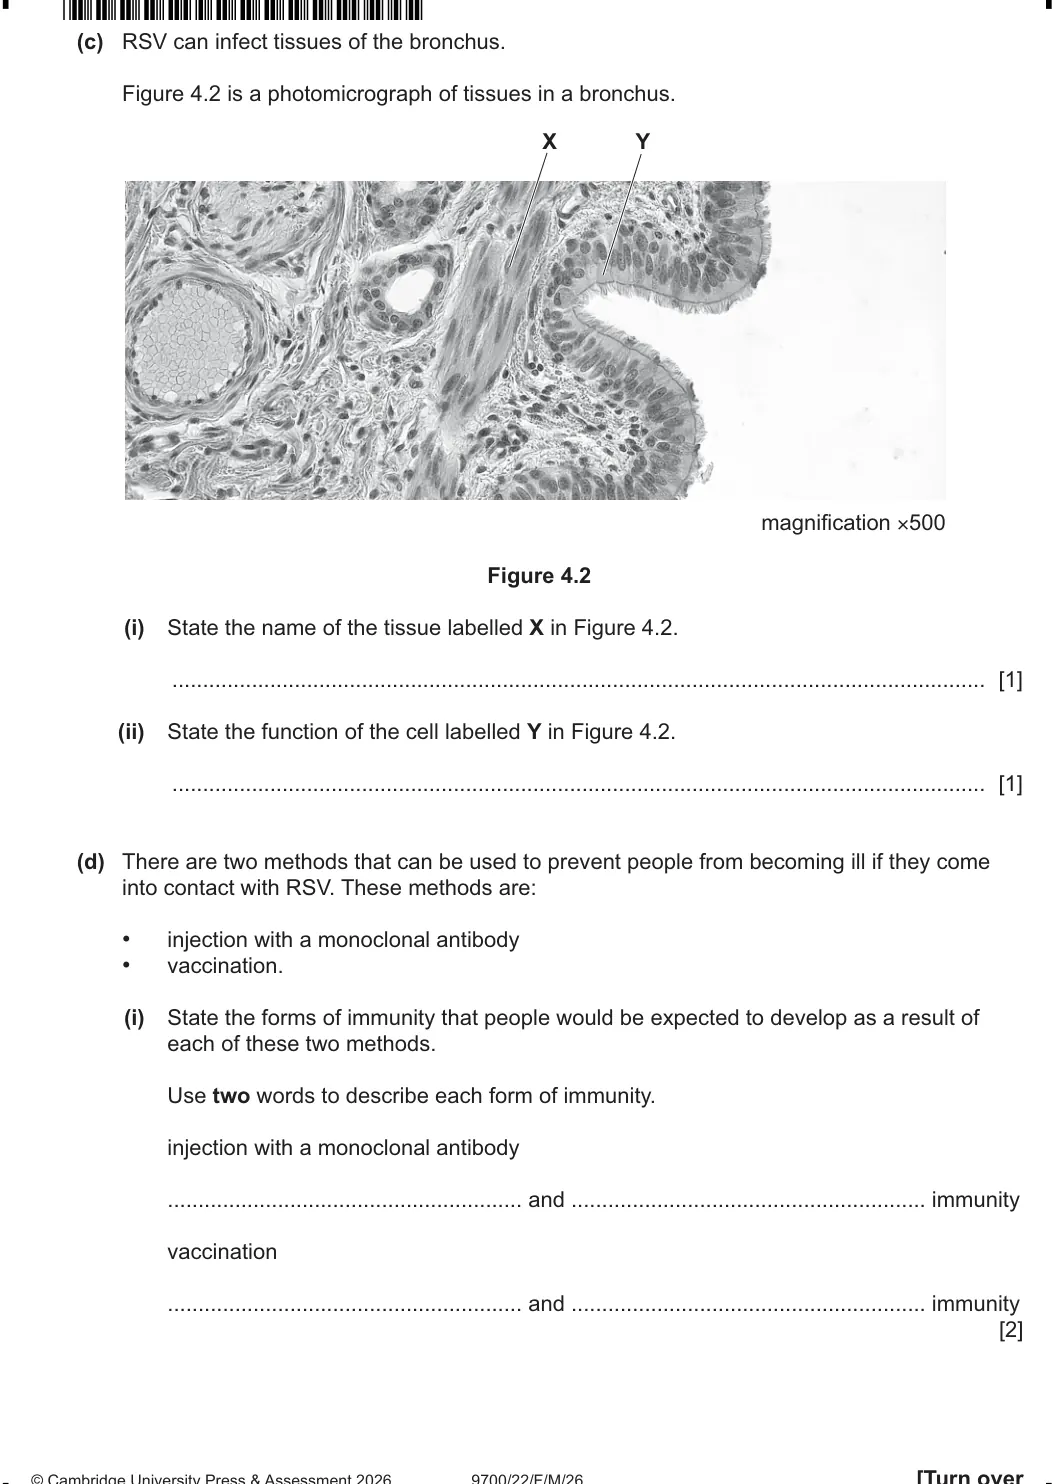 (c) RSV can infect tissues of the bronchus.
Figure 4.2 is a photomicrograph of tissues in a bronchus.
X Y
magnification ×500
Figure 4.2
(i) State the name of the tissue labelled X in Figure 4.2.
.................................................................................................................................... [1]
(ii) State the function of the cell labelled Y in Figure 4.2.
.................................................................................................................................... [1]
(d) There are two methods that can be used to prevent people from becoming ill if they come
into contact with RSV. These methods are:
• injection with a monoclonal antibody
• vaccination.
(i) State the forms of immunity that people would be expected to develop as a result of
each of these two methods.
Use two words to describe each form of immunity.
injection with a monoclonal antibody
.......................................................... and .......................................................... immunity
vaccination
.......................................................... and .......................................................... immunity
[2]
© Cambridge University Press & Assessment 2026 9700/22/F/M/26 [Turn over